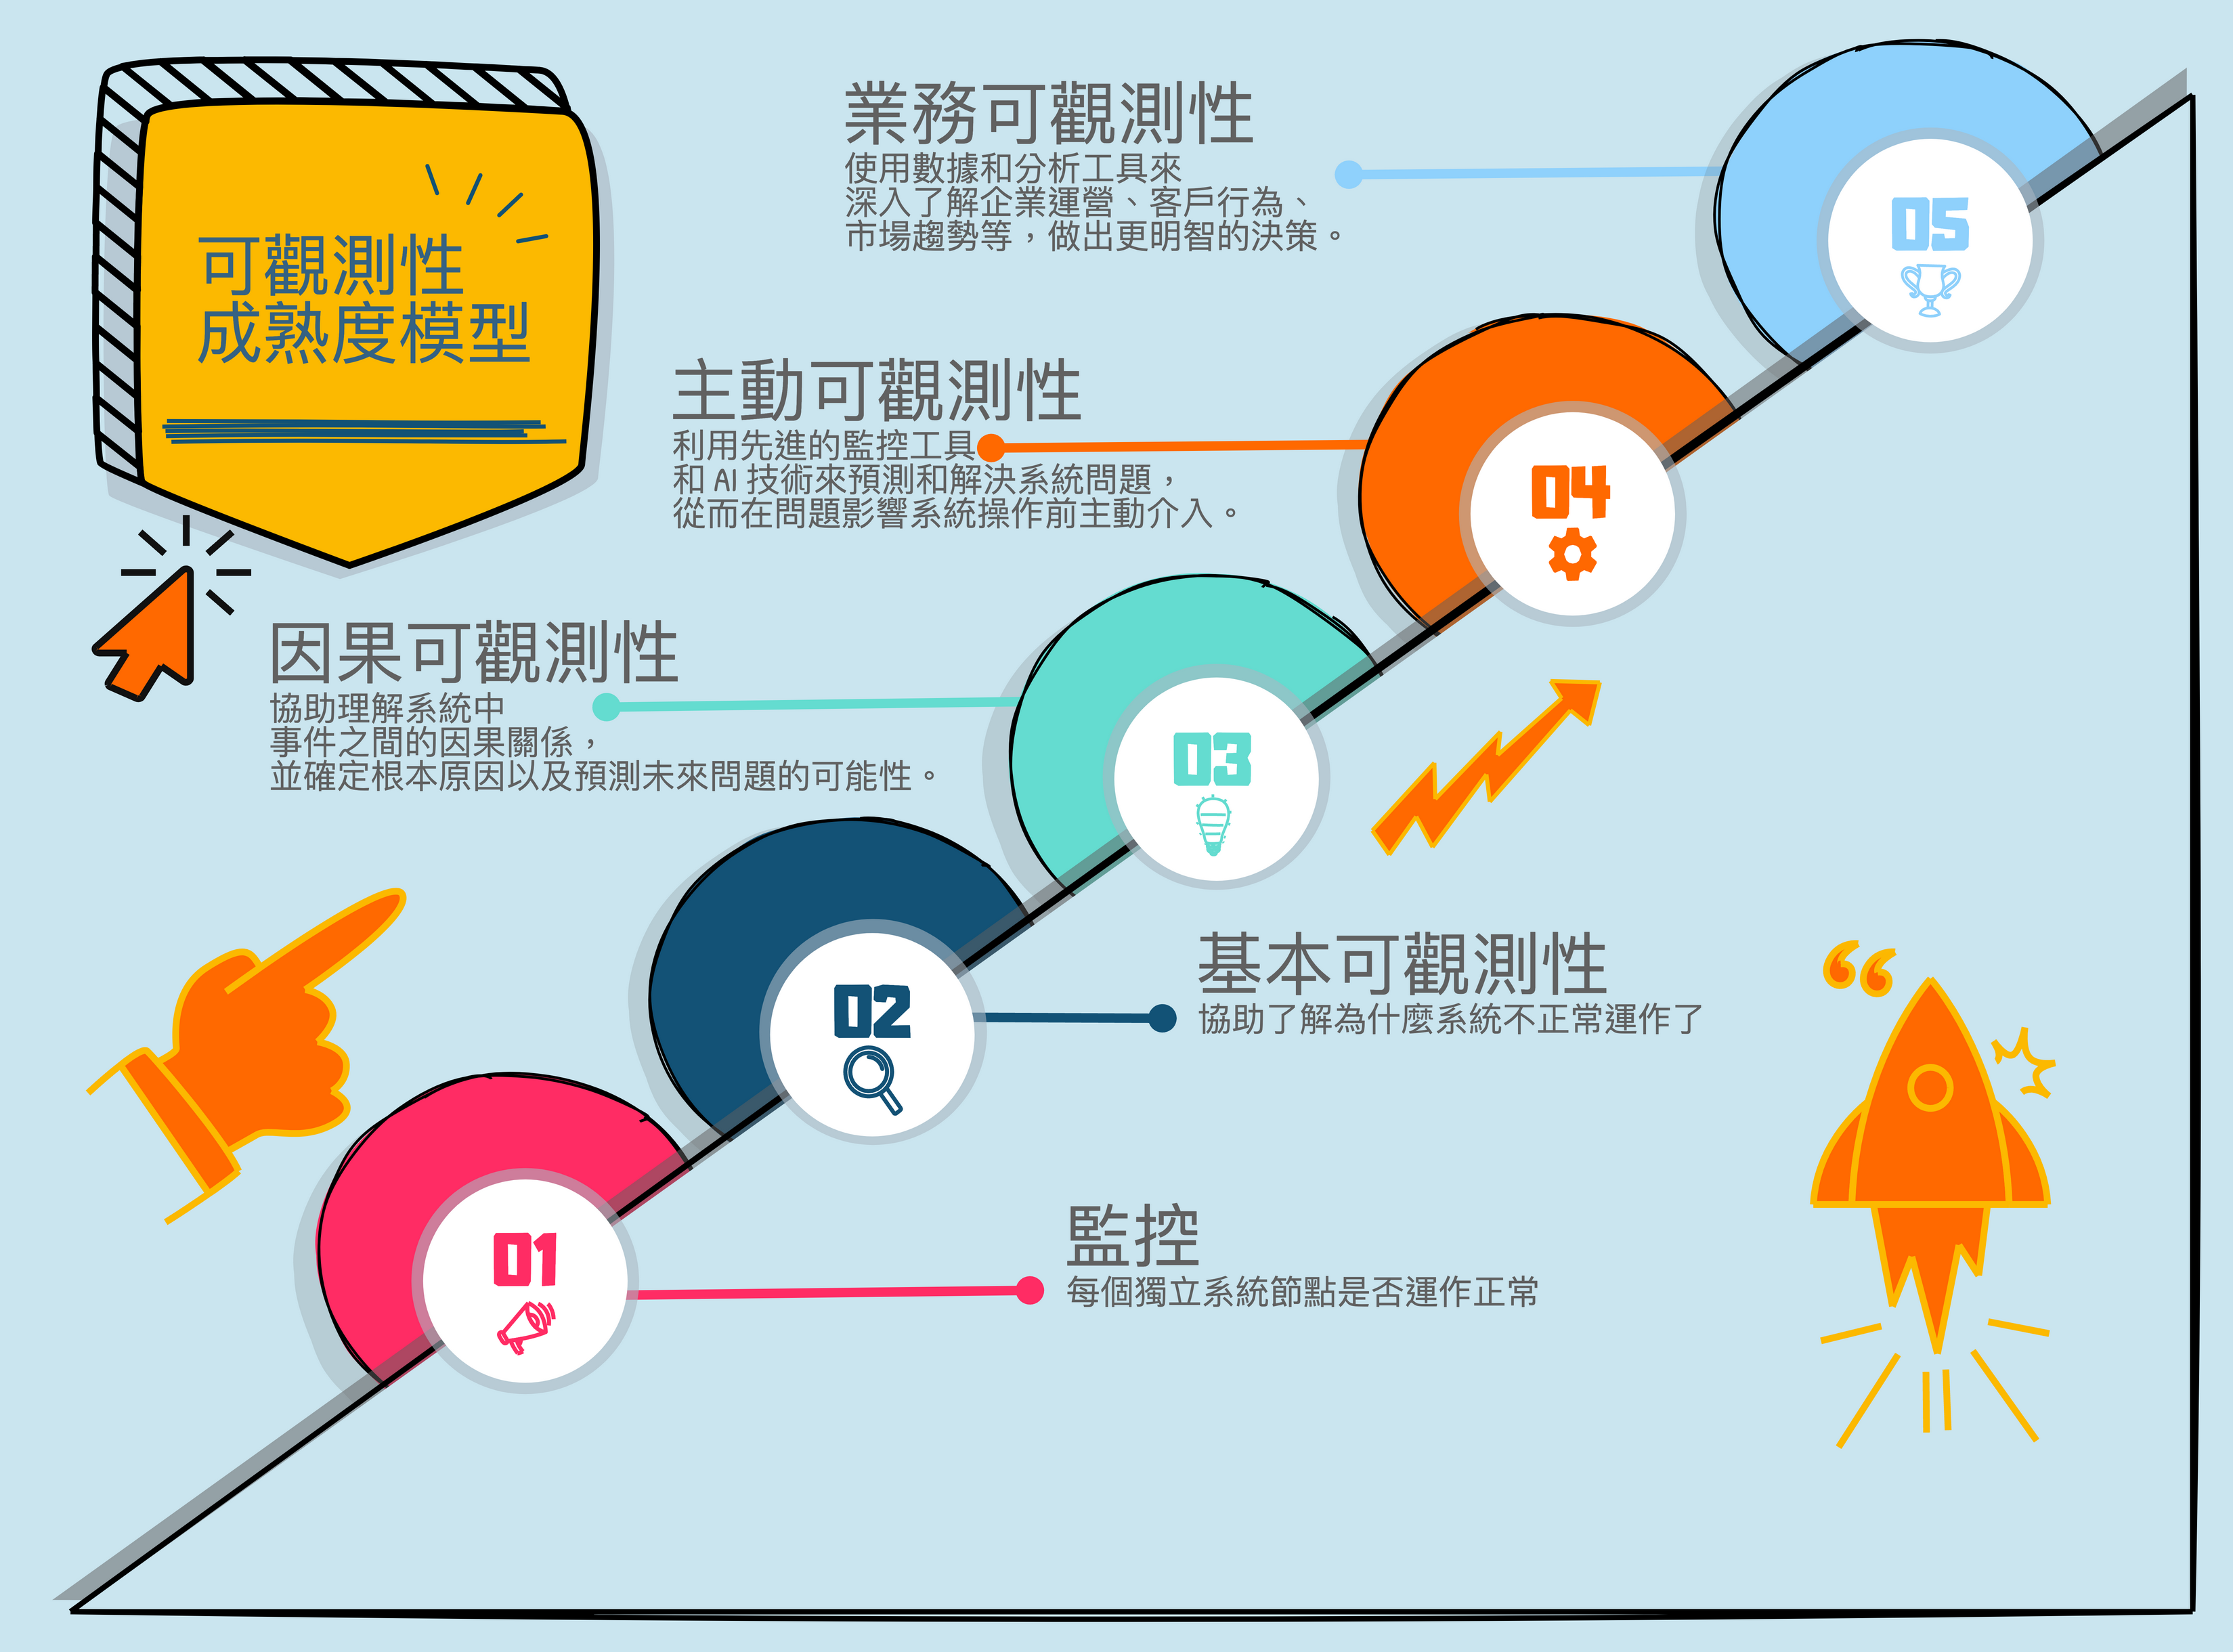 可觀測性
成熟度模型
業務可觀測性
使用數據和分析工具來
深入了解企業運營、客戶行為、
市場趨勢等，做出更明智的決策。
05
主動可觀測性
利用先進的監控工具
和 AI 技術來預測和解決系統問題，
從而在問題影響系統操作前主動介入。
04
因果可觀測性
協助理解系統中
事件之間的因果關係，
並確定根本原因以及預測未來問題的可能性。
03
02
基本可觀測性
協助了解為什麼系統不正常運作了
01
監控
每個獨立系統節點是否運作正常